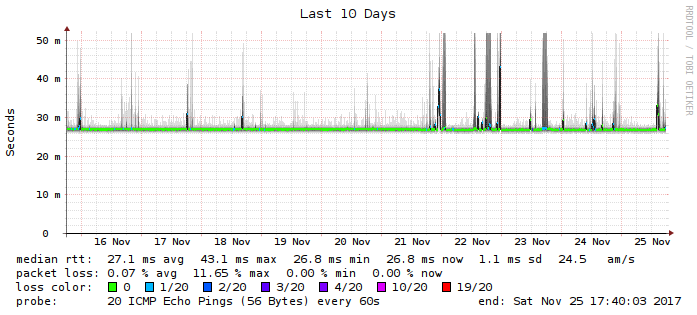 Last 10 Days
RRDTOOL / TOBI OETIKER
Seconds
50 m
40 m
30 m
20 m
10 m
0
16 Nov 17 Nov 18 Nov 19 Nov 20 Nov 21 Nov 22 Nov 23 Nov 24 Nov 25 Nov
median rtt: 27.1 ms avg 43.1 ms max 26.8 ms min 26.8 ms now 1.1 ms sd 24.5 am/s
packet loss: 0.07 % avg 11.65 % max 0.00 % min 0.00 % now
loss color: 0 1/20 2/20 3/20 4/20 10/20 19/20
probe: 20 ICMP Echo Pings (56 Bytes) every 60s end: Sat Nov 25 17:40:03 2017